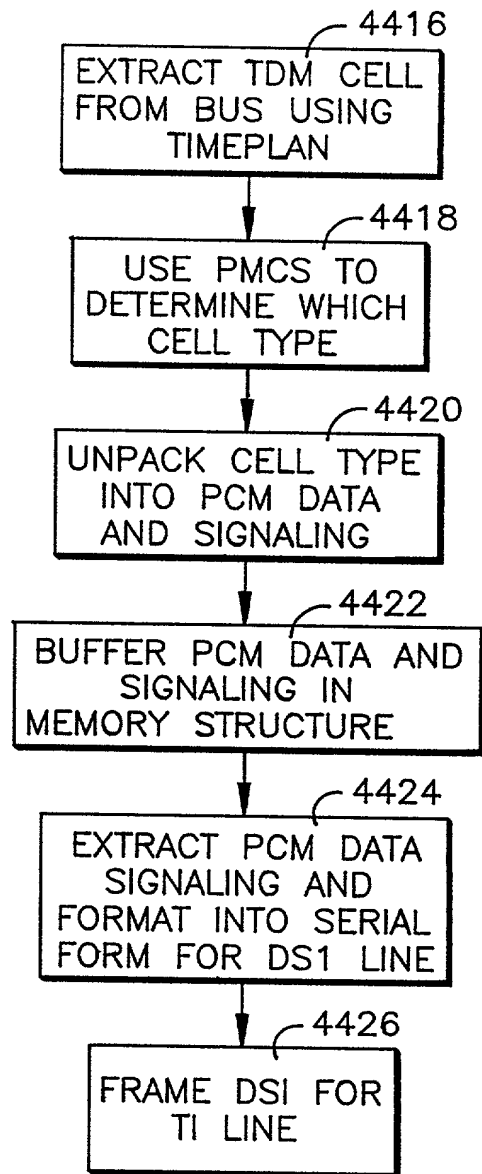 4416
EXTRACT TDM CELL
FROM BUS USING
TIMEPLAN
4418
USE PMCS TO
DETERMINE WHICH
CELL TYPE
4420
UNPACK CELL TYPE
INTO PCM DATA
AND SIGNALING
4422
BUFFER PCM DATA AND
SIGNALING IN
MEMORY STRUCTURE
4424
EXTRACT PCM DATA
SIGNALING AND
FORMAT INTO SERIAL
FORM FOR DS1 LINE
4426
FRAME DSI FOR
TI LINE